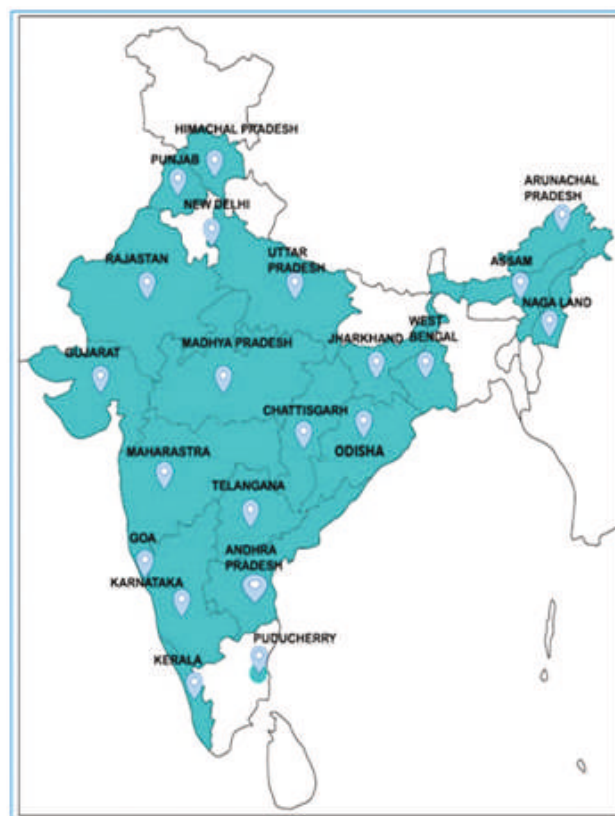 HIMACHAL PRADESH
PUNJAB
NEW DELHI
ARUNACHAL
PRADESH
RAJASTAN
UTTAR
PRADESH
ASSAM
NAGA LAND
GUJARAT
MADHYA PRADESH
JHARKHAND
WEST
BENGAL
CHATTISGARH
ODISHA
MAHARASTRA
TELANGANA
GOA
ANDHRA
PRADESH
KARNATAKA
PUDUCHERRY
KERALA